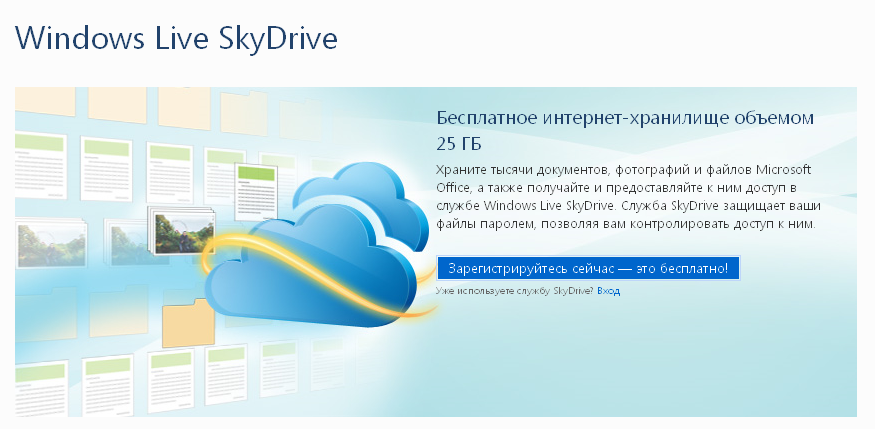 Windows Live SkyDrive
Бесплатное интернет-хранилище объемом
25 ГБ
Храните тысячи документов, фотографий и файлов Microsoft
Office, а также получайте и предоставляйте к ним доступ в
службе Windows Live SkyDrive. Служба SkyDrive защищает ваши
файлы паролем, позволяя вам контролировать доступ к ним.
Зарегистрируйтесь сейчас — это бесплатно!
Уже используете службу SkyDrive? Вход